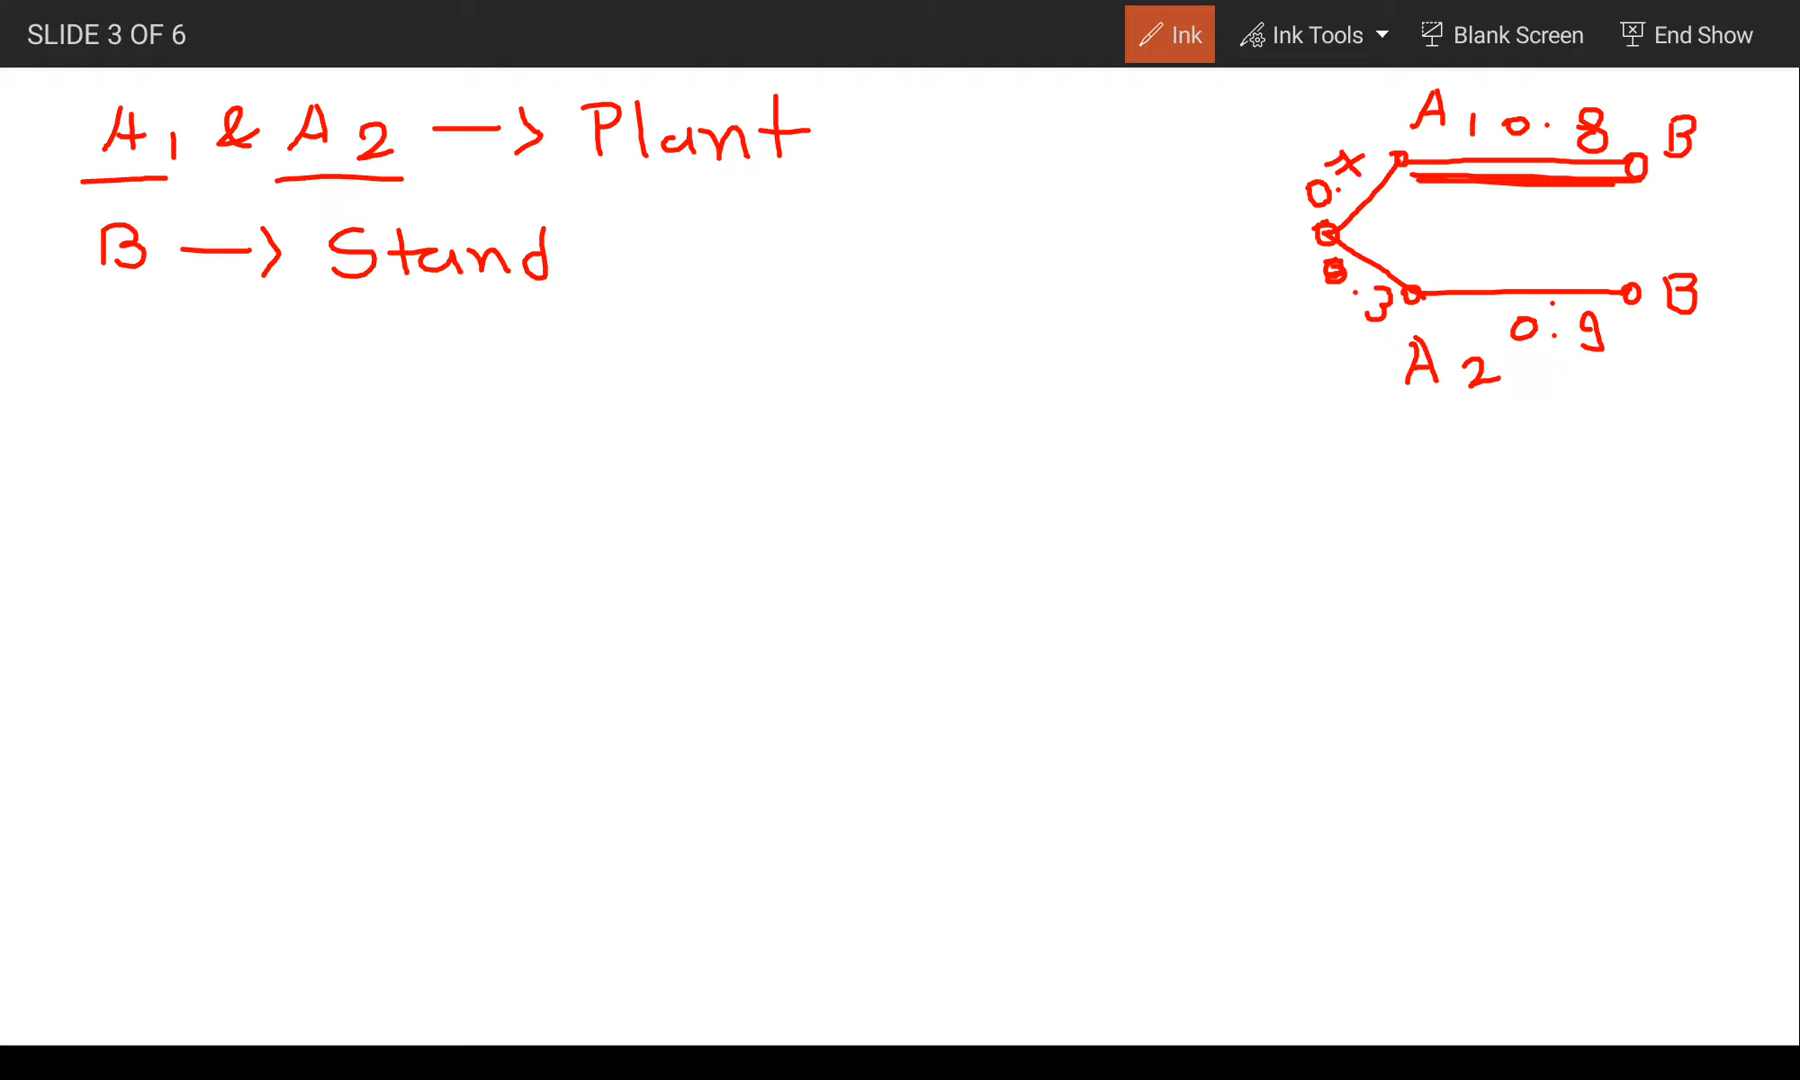 SLIDE 3 OF 6
Ink
Ink Tools
Blank Screen
End Show
A1 & A2 → Plant
B → Stand
A1 0.8 B
0.7
0.3
B
0.9
A2